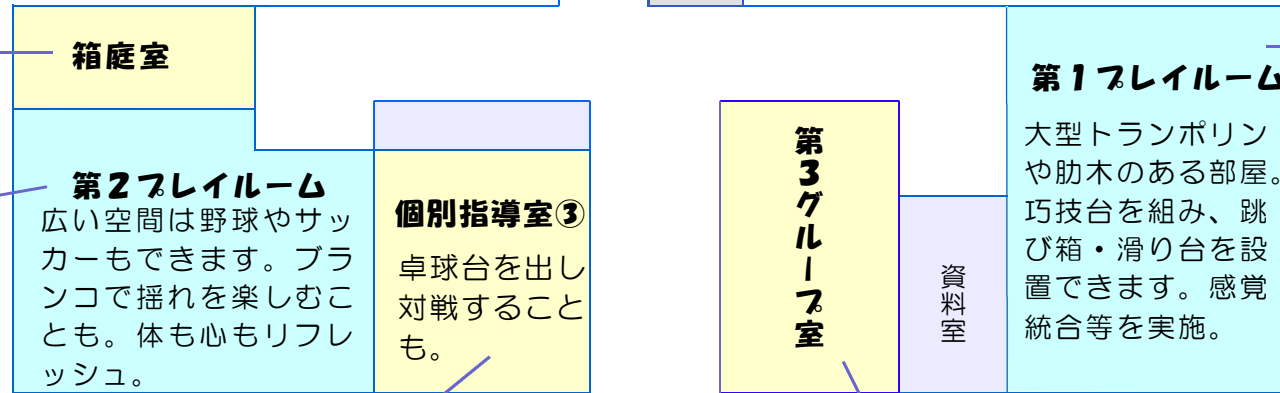 箱庭室
第２プレイルーム
広い空間は野球やサッ
カーもできます。ブラ
ンコで揺れを楽しむこ
とも。体も心もリフレ
ッシュ。
個別指導室③
卓球台を出し
対戦すること
も。
第３グループ室
資料室
第１プレイルーム
大型トランポリン
や肋木のある部屋。
巧技台を組み、跳
び箱・滑り台を設
置できます。感覚
統合等を実施。